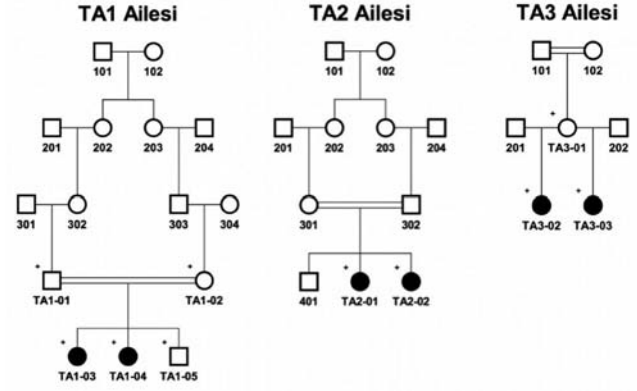 TA1 Ailesi TA2 Ailesi TA3 Ailesi
101 102 101 102 101 102
201 202 203 204 201 202 203 204 201 TA3-01 202
301 302 303 304 301 302 TA3-02 TA3-03
TA1-01 TA1-02 401 TA2-01 TA2-02
TA1-03 TA1-04 TA1-05